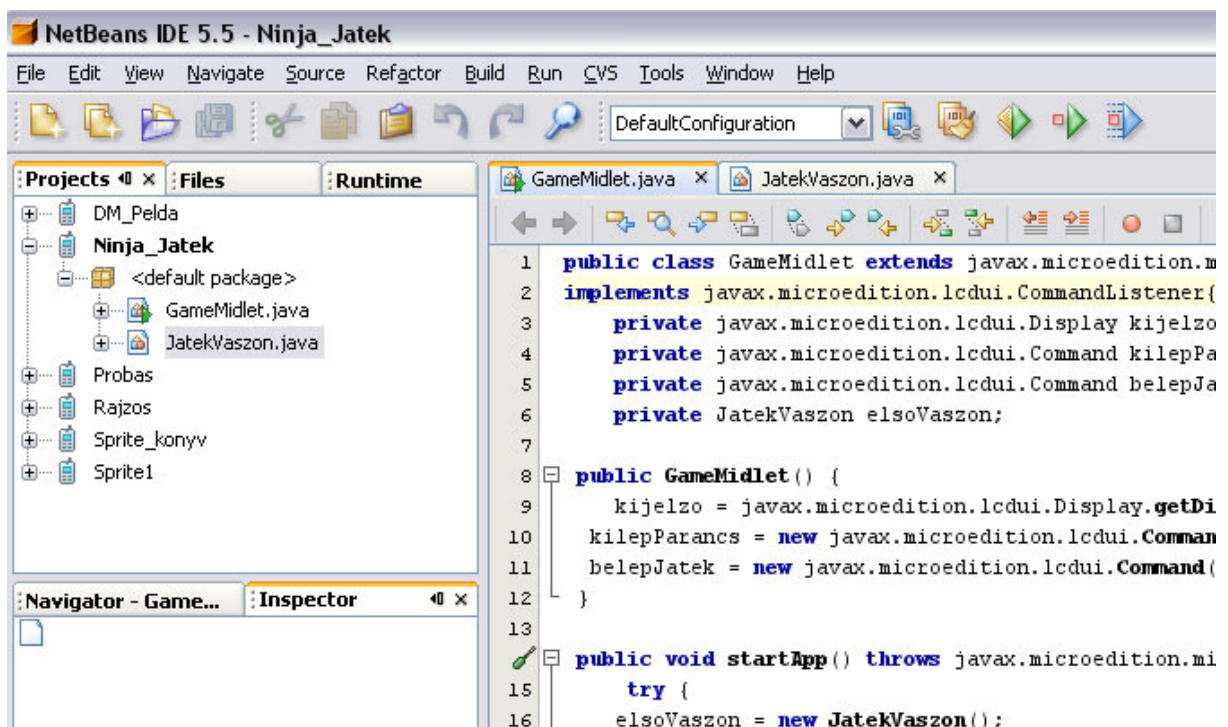 NetBeans IDE 5.5 - Ninja_Jatek
File Edit View Navigate Source Refactor Build Run CVS Tools Window Help
DefaultConfiguration
Projects Files Runtime
DM_Pelda
Ninja_Jatek
<default package>
GameMidlet.java
JatekVaszon.java
Probas
Rajzos
Sprite_konyv
Sprite1
Navigator - Game... Inspector
GameMidlet.java JatekVaszon.java
1 public class GameMidlet extends javax.microedition.m
2 implements javax.microedition.lcdui.CommandListener{
3 private javax.microedition.lcdui.Display kijelzo
4 private javax.microedition.lcdui.Command kilepPa
5 private javax.microedition.lcdui.Command belepJa
6 private JatekVaszon elsoVaszon;
7
8 public GameMidlet() {
9 kijelzo = javax.microedition.lcdui.Display.getDi
10 kilepParancs = new javax.microedition.lcdui.Comman
11 belepJatek = new javax.microedition.lcdui.Command(
12 }
13
public void startApp() throws javax.microedition.mi
15 try {
16 elsoVaszon = new JatekVaszon();